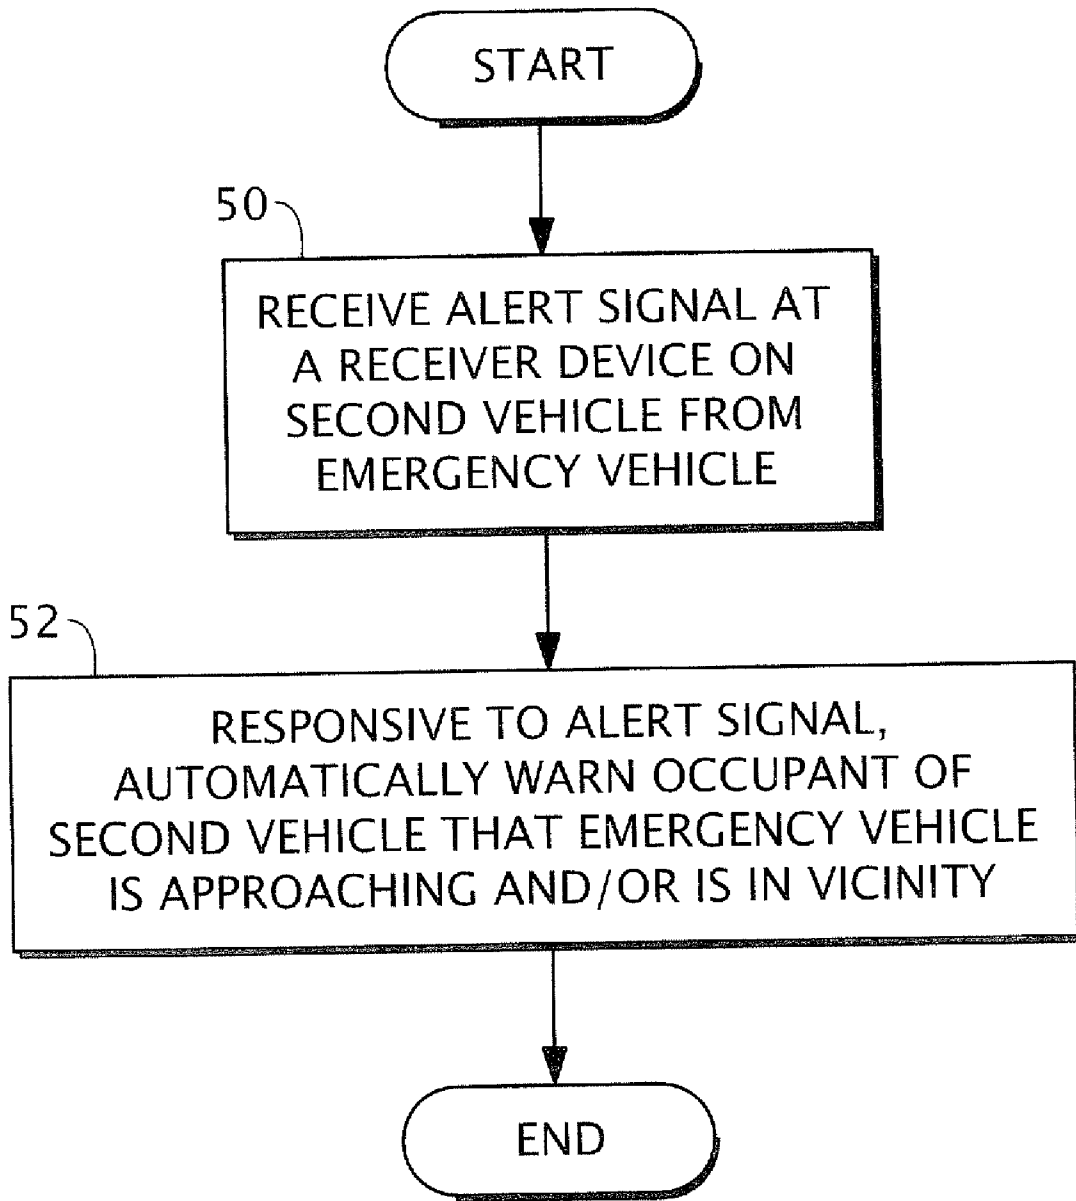 START
50
RECEIVE ALERT SIGNAL AT
A RECEIVER DEVICE ON
SECOND VEHICLE FROM
EMERGENCY VEHICLE
52
RESPONSIVE TO ALERT SIGNAL,
AUTOMATICALLY WARN OCCUPANT OF
SECOND VEHICLE THAT EMERGENCY VEHICLE
IS APPROACHING AND/OR IS IN VICINITY
END